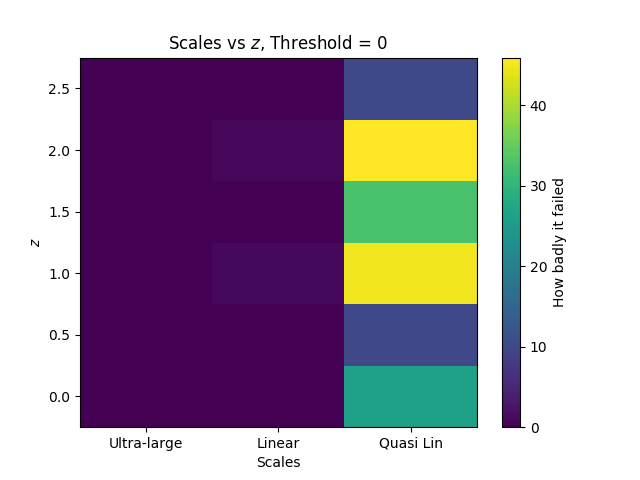 Scales vs z, Threshold = 0
2.5
2.0
1.5
1.0
0.5
0.0
z
Ultra-large
Linear
Quasi Lin
Scales
40
30
20
10
0
How badly it failed